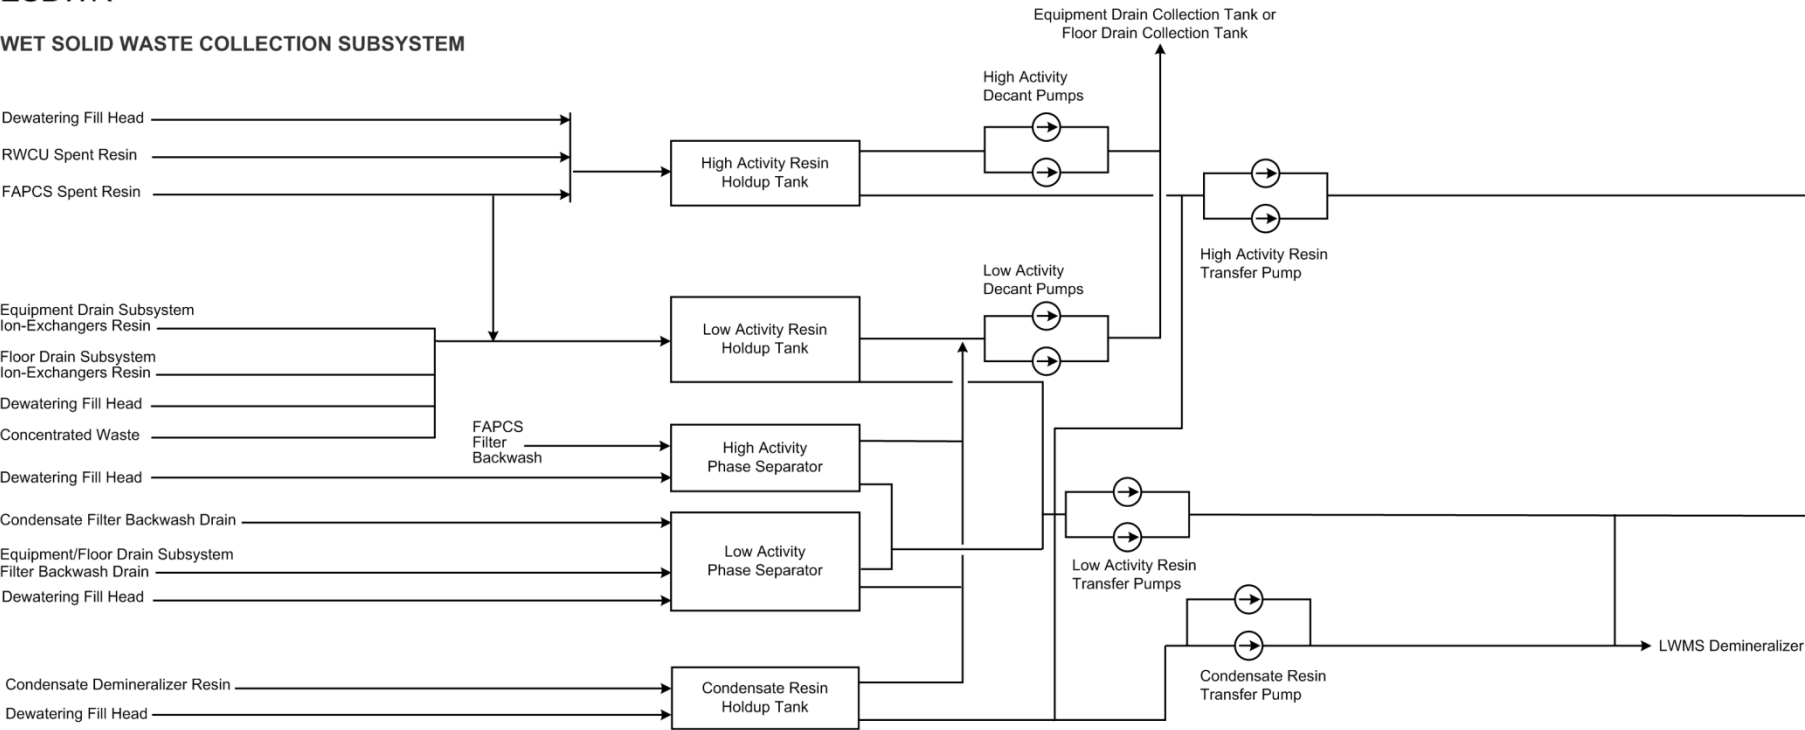 WET SOLID WASTE COLLECTION SUBSYSTEM
Equipment Drain Collection Tank or
Floor Drain Collection Tank
High Activity
Decant Pumps
Dewatering Fill Head
RWCU Spent Resin
FAPCS Spent Resin
High Activity Resin
Holdup Tank
High Activity Resin
Transfer Pump
Low Activity
Decant Pumps
Equipment Drain Subsystem
Ion-Exchangers Resin
Floor Drain Subsystem
Ion-Exchangers Resin
Dewatering Fill Head
Concentrated Waste
Low Activity Resin
Holdup Tank
FAPCS
Filter
Backwash
Dewatering Fill Head
High Activity
Phase Separator
Condensate Filter Backwash Drain
Equipment/Floor Drain Subsystem
Filter Backwash Drain
Dewatering Fill Head
Low Activity
Phase Separator
Low Activity Resin
Transfer Pumps
LWMS Demineralizer
Condensate Resin
Transfer Pump
Condensate Demineralizer Resin
Dewatering Fill Head
Condensate Resin
Holdup Tank